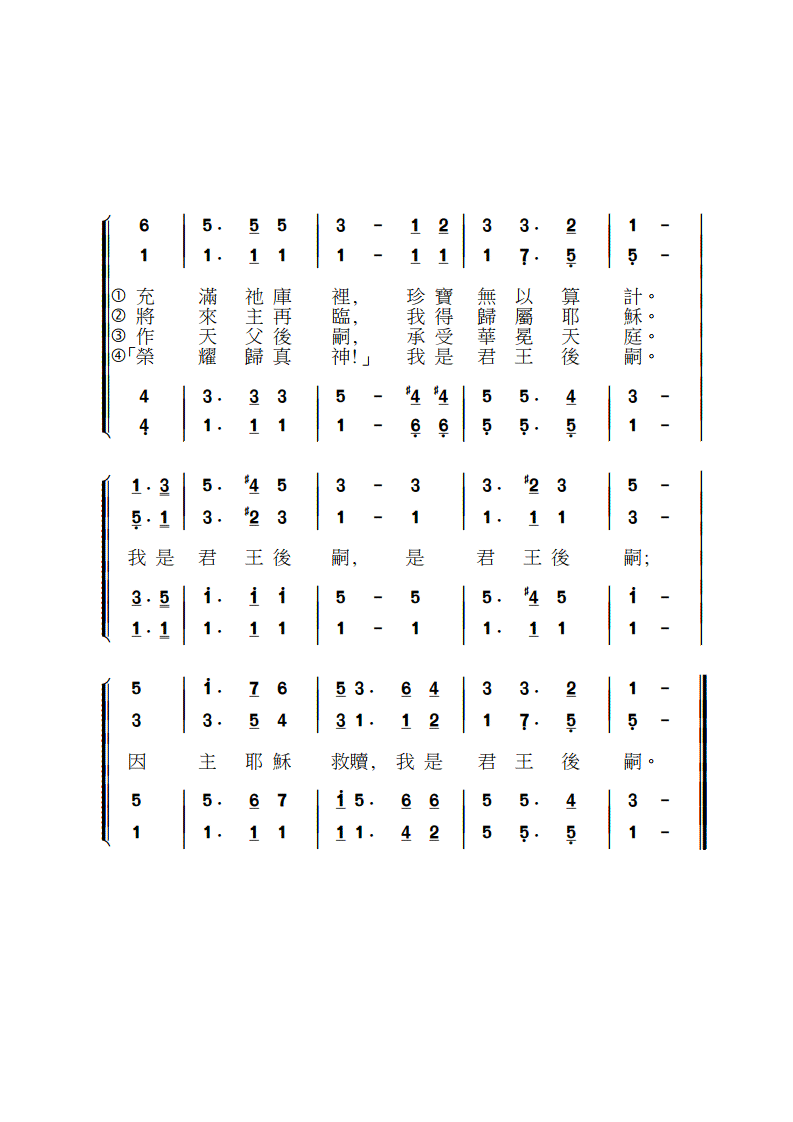 6 | 5 . 5 5 | 3 - 1 2 | 3 3 . 2 | 1 - |
1 | 1 . 1 1 | 1 - 1 1 | 1 7 . 5 | 5 - |
① 充 滿 祂 庫 裡, 珍 寶 無 以 算 計。
② 將 來 主 再 臨, 我 得 歸 屬 耶 穌。
③ 作 天 父 後 嗣, 承 受 華 冕 天 庭。
④「榮 耀 歸 真 神!」 我 是 君 王 後 嗣。
4 | 3 . 3 3 | 5 - #4 #4 | 5 5 . 4 | 3 - |
4 | 1 . 1 1 | 1 - 6 6 | 5 5 . 5 | 1 - |
1 . 3 | 5 . #4 5 | 3 - 3 | 3 . #2 3 | 5 - |
5 . 1 | 3 . #2 3 | 1 - 1 | 1 . 1 1 | 3 - |
我 是 君 王 後 嗣, 是 君 王 後 嗣;
3 . 5 | 1 . 1 1 | 5 - 5 | 5 . #4 5 | 1 - |
1 . 1 | 1 . 1 1 | 1 - 1 | 1 . 1 1 | 1 - |
5 | 1 . 7 6 | 5 3 . 6 4 | 3 3 . 2 | 1 - ‖
3 | 3 . 5 4 | 3 1 . 1 2 | 1 7 . 5 | 5 - ‖
因 主 耶 穌 救贖, 我 是 君 王 後 嗣。
5 | 5 . 6 7 | 1 5 . 6 6 | 5 5 . 4 | 3 - ‖
1 | 1 . 1 1 | 1 1 . 4 2 | 5 5 . 5 | 1 - ‖